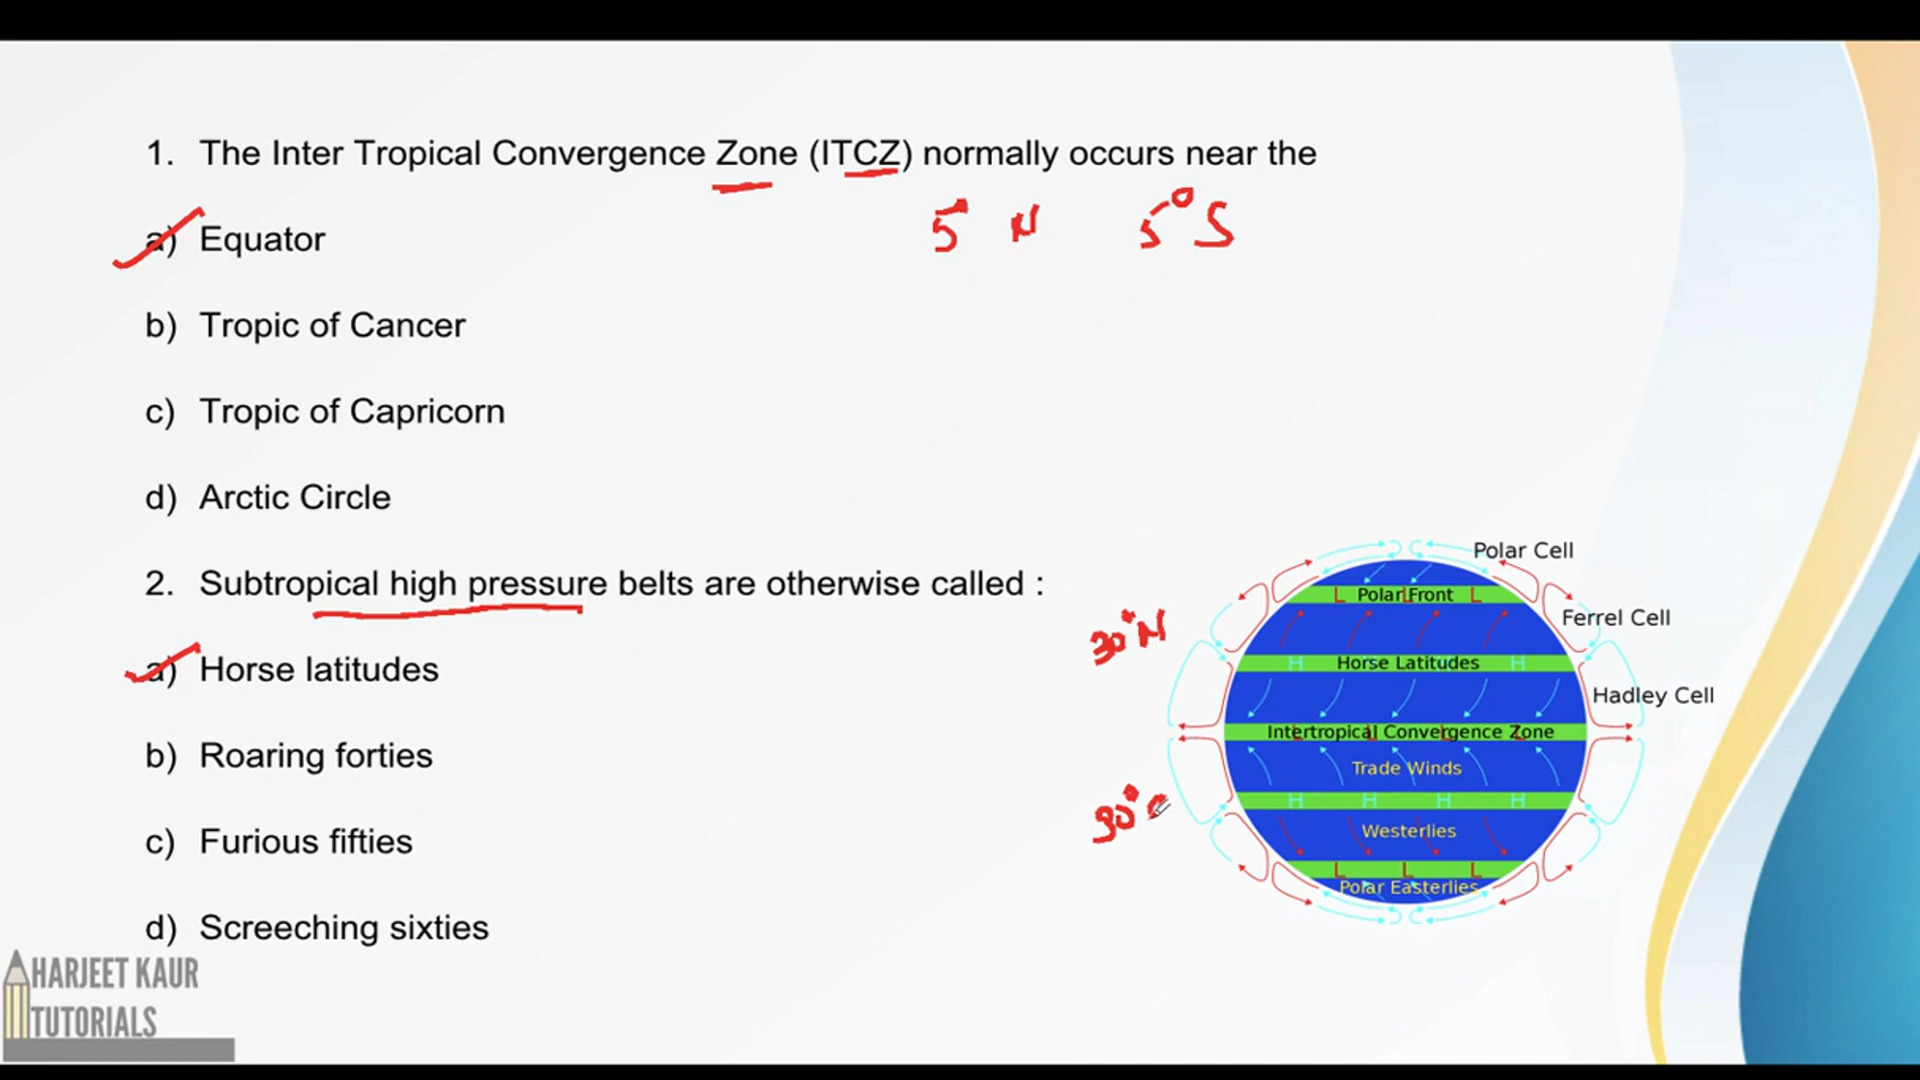 1. The Inter Tropical Convergence Zone (ITCZ) normally occurs near the
5° N 5° S
a) Equator
b) Tropic of Cancer
c) Tropic of Capricorn
d) Arctic Circle
2. Subtropical high pressure belts are otherwise called :
a) Horse latitudes
b) Roaring forties
c) Furious fifties
d) Screeching sixties
Polar Cell
L Polar Front L L
Ferrel Cell
30°N
H Horse Latitudes H
Hadley Cell
Intertropical Convergence Zone
Trade Winds
H H H H
30°
Westerlies
L L L
Polar Easterlies
HARJEET KAUR
TUTORIALS